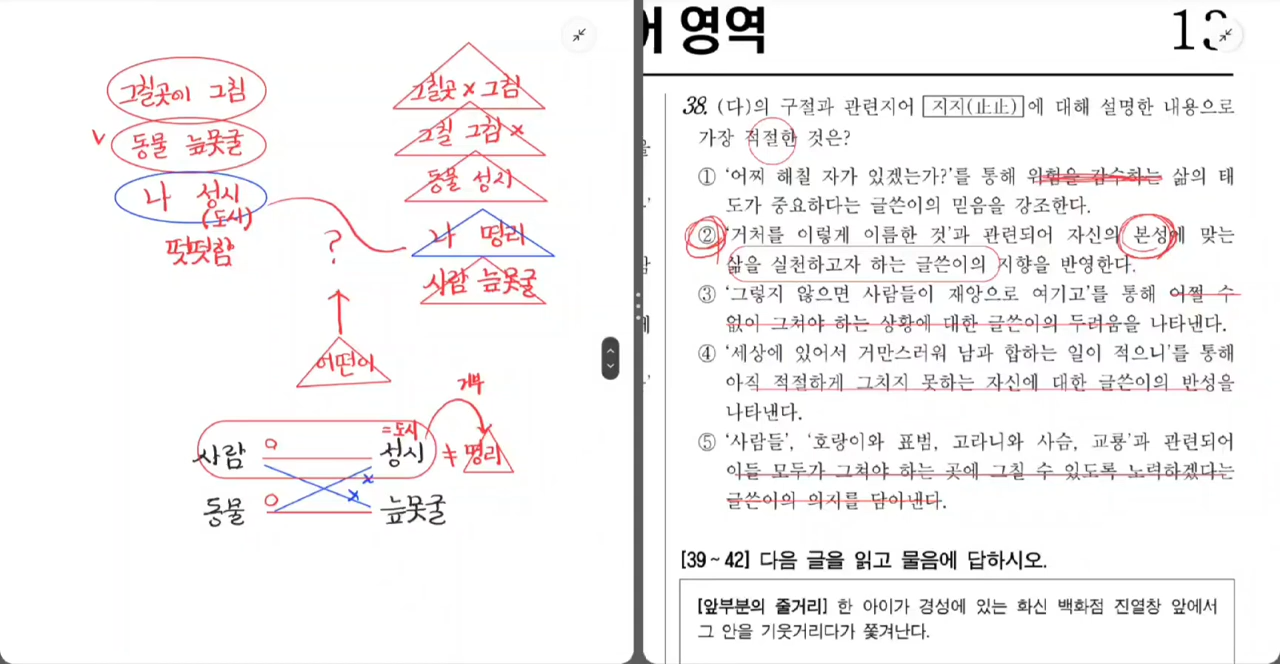 그칠곳이 그침
동물 늪못굴
나 성시
(도시)
떳떳함
그칠곳 × 그침
그칠 그침 ×
동물 성시
나 명리
사람 늪못굴
?
어떤이
거부
사람
성시
=도시
≠ 명리
동물
늪못굴
어 영역
13
38. (다)의 구절과 관련지어 지지(止止) 에 대해 설명한 내용으로
가장 적절한 것은?
① ‘어찌 해칠 자가 있겠는가?’를 통해 위험을 감수하는 삶의 태
도가 중요하다는 글쓴이의 믿음을 강조한다.
② ‘거처를 이렇게 이름한 것’과 관련되어 자신의 본성에 맞는
삶을 실천하고자 하는 글쓴이의 지향을 반영한다.
③ ‘그렇지 않으면 사람들이 재앙으로 여기고’를 통해 어쩔 수
없이 그쳐야 하는 상황에 대한 글쓴이의 두려움을 나타낸다.
④ ‘세상에 있어서 거만스러워 남과 합하는 일이 적으니’를 통해
아직 적절하게 그치지 못하는 자신에 대한 글쓴이의 반성을
나타낸다.
⑤ ‘사람들’, ‘호랑이와 표범, 고라니와 사슴, 교룡’과 관련되어
이들 모두가 그쳐야 하는 곳에 그칠 수 있도록 노력하겠다는
글쓴이의 의지를 담아낸다.
[39 ~ 42] 다음 글을 읽고 물음에 답하시오.
[앞부분의 줄거리] 한 아이가 경성에 있는 화신 백화점 진열창 앞에서
그 안을 기웃거리다가 쫓겨난다.